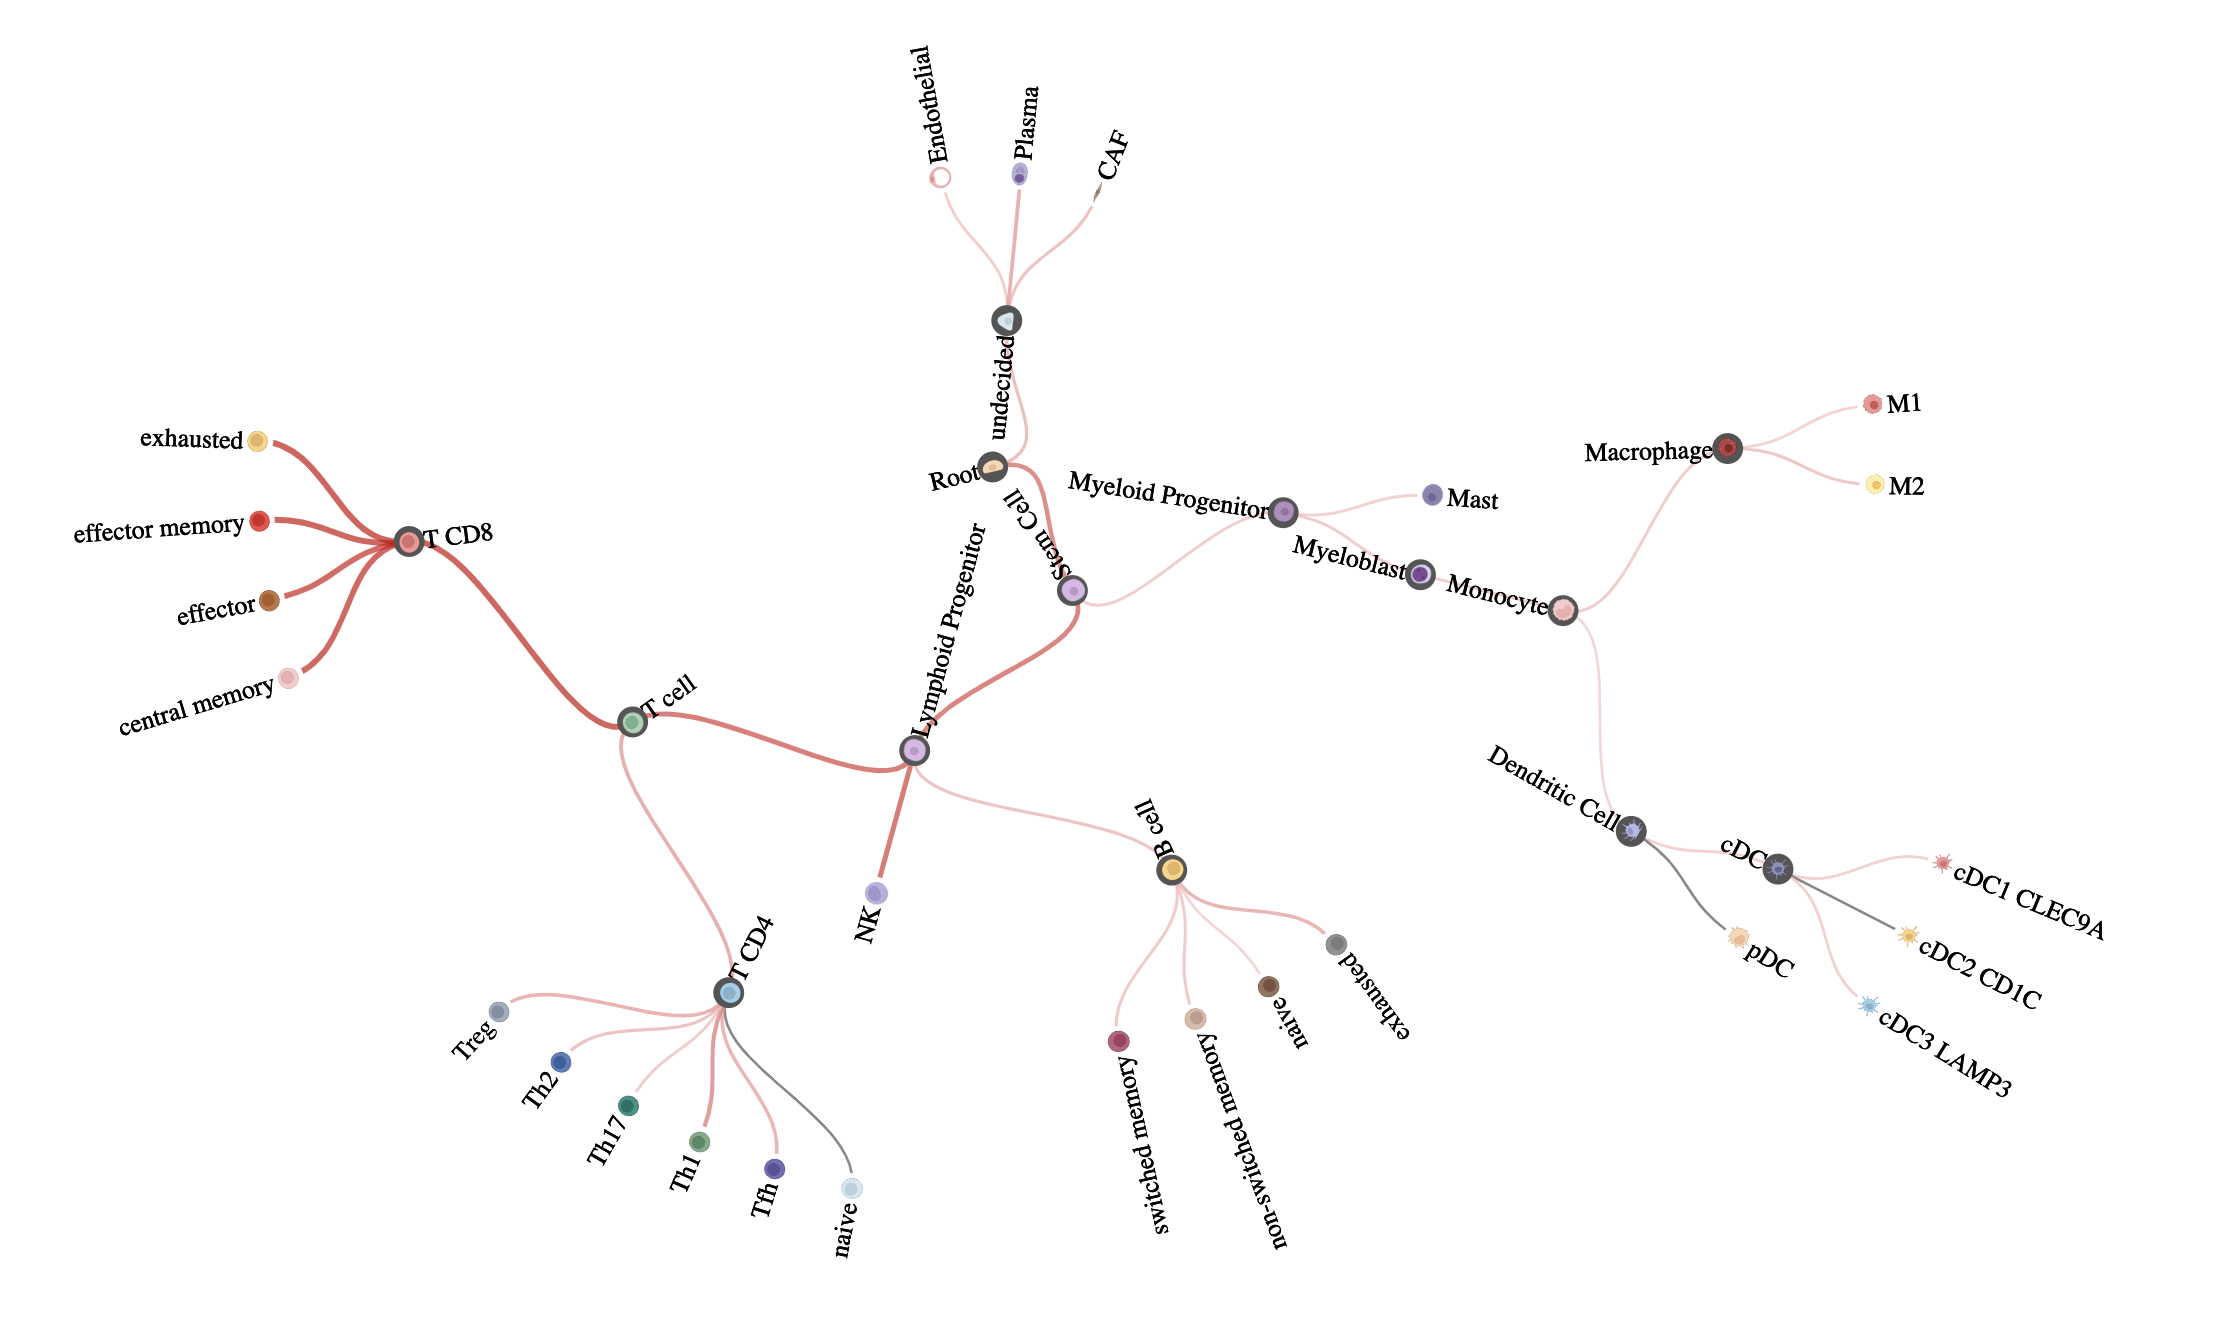 Endothelial
Plasma
CAF
undecided
Root
Stem Cell
Myeloid Progenitor
Mast
Myeloblast
Monocyte
Macrophage
M1
M2
Dendritic Cell
cDC
cDC1 CLEC9A
cDC2 CD1C
cDC3 LAMP3
pDC
Lymphoid Progenitor
T cell
T CD8
exhausted
effector memory
effector
central memory
NK
B cell
switched memory
non-switched memory
naive
exhausted
T CD4
Treg
Th2
Th17
Th1
Tfh
naive